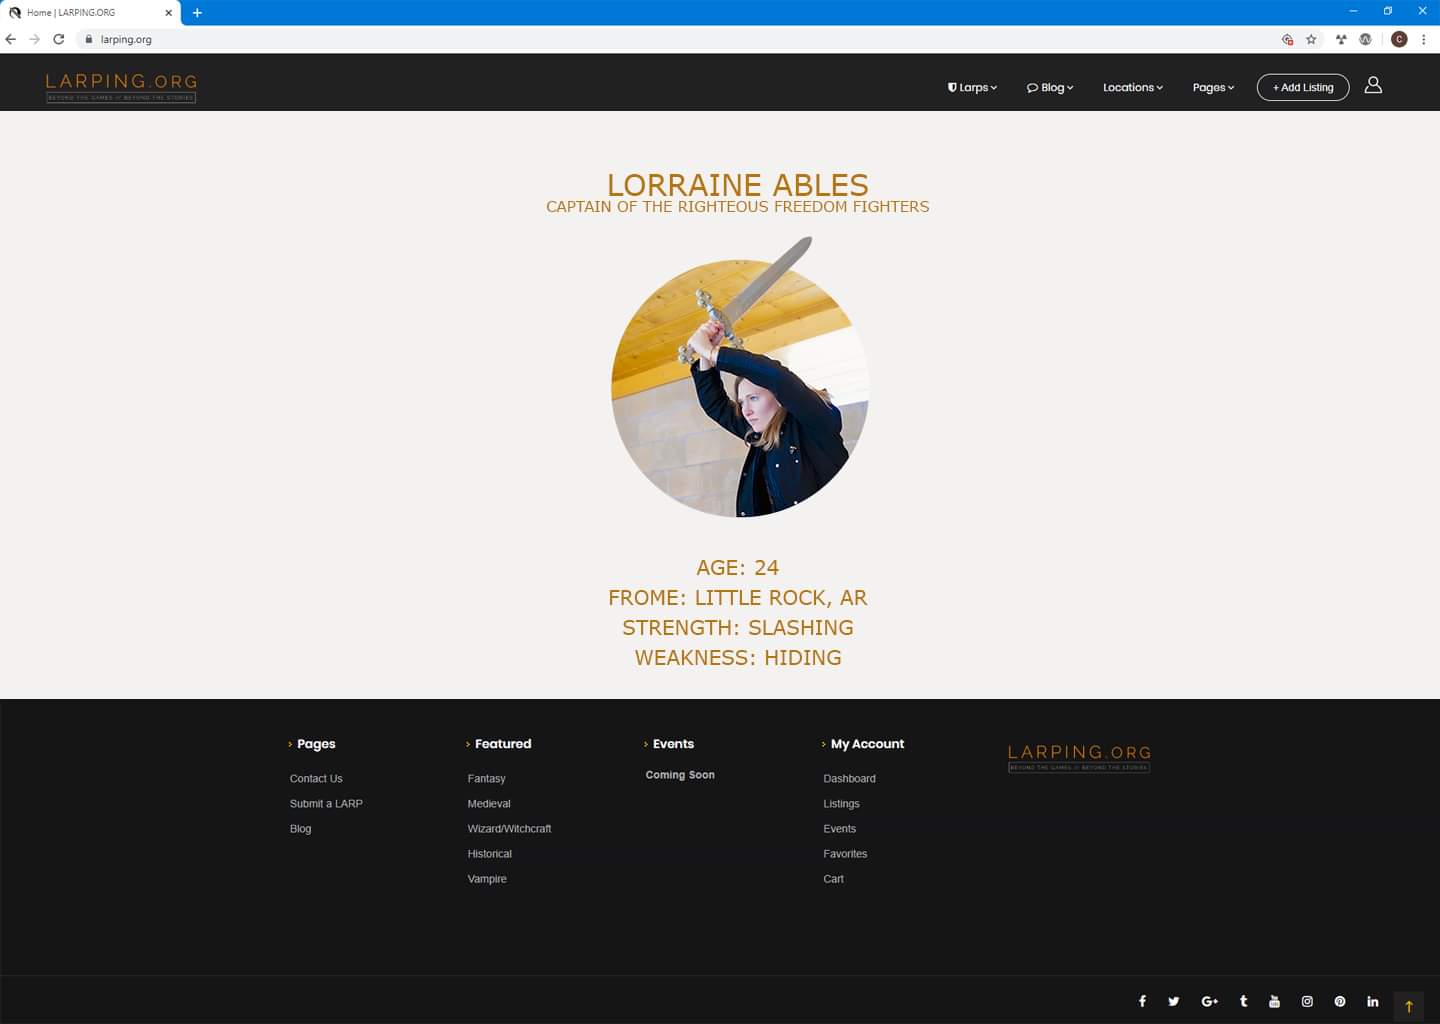 Home | LARPING.ORG
larping.org
C
LARPING.ORG
BEYOND THE GAMES // BEYOND THE STORIES
Larps
Blog
Locations
Pages
+ Add Listing
LORRAINE ABLES
CAPTAIN OF THE RIGHTEOUS FREEDOM FIGHTERS
AGE: 24
FROME: LITTLE ROCK, AR
STRENGTH: SLASHING
WEAKNESS: HIDING
Pages
Contact Us
Submit a LARP
Blog
Featured
Fantasy
Medieval
Wizard/Witchcraft
Historical
Vampire
Events
Coming Soon
My Account
Dashboard
Listings
Events
Favorites
Cart
LARPING.ORG
BEYOND THE GAMES // BEYOND THE STORIES